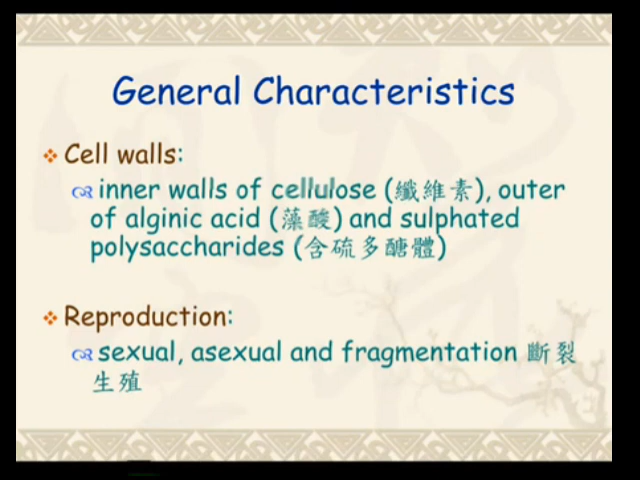 General Characteristics
Cell walls:
inner walls of cellulose (纖維素), outer
of alginic acid (藻酸) and sulphated
polysaccharides (含硫多醣體)
Reproduction:
sexual, asexual and fragmentation 斷裂
生殖